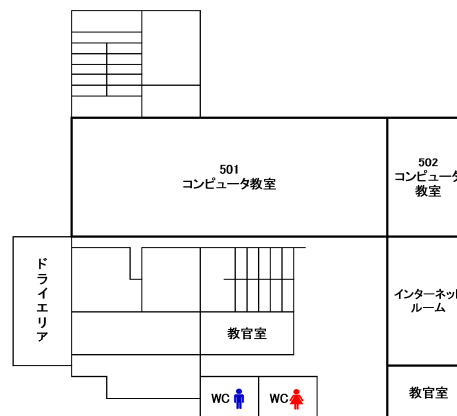 501
コンピュータ教室
502
コンピュータ
教室
ドライエリア
インターネット
ルーム
教官室
教官室
WC
WC